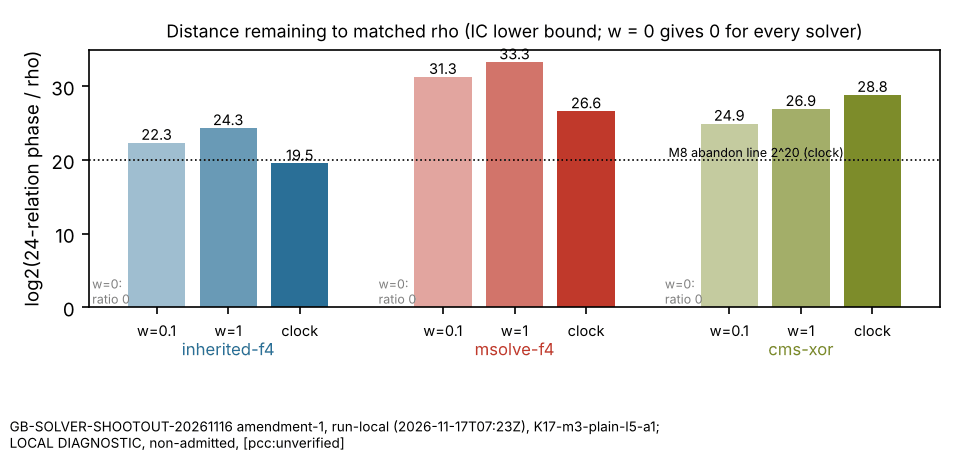 Distance remaining to matched rho (IC lower bound; w = 0 gives 0 for every solver)
log2(24-relation phase / rho)
30
20
10
0
22.3
24.3
19.5
31.3
33.3
26.6
24.9
26.9
28.8
M8 abandon line 2^20 (clock)
w=0:
ratio 0
w=0:
ratio 0
w=0:
ratio 0
w=0.1 w=1 clock w=0.1 w=1 clock w=0.1 w=1 clock
inherited-f4 msolve-f4 cms-xor
GB-SOLVER-SHOOTOUT-20261116 amendment-1, run-local (2026-11-17T07:23Z), K17-m3-plain-l5-a1;
LOCAL DIAGNOSTIC, non-admitted, [pcc:unverified]